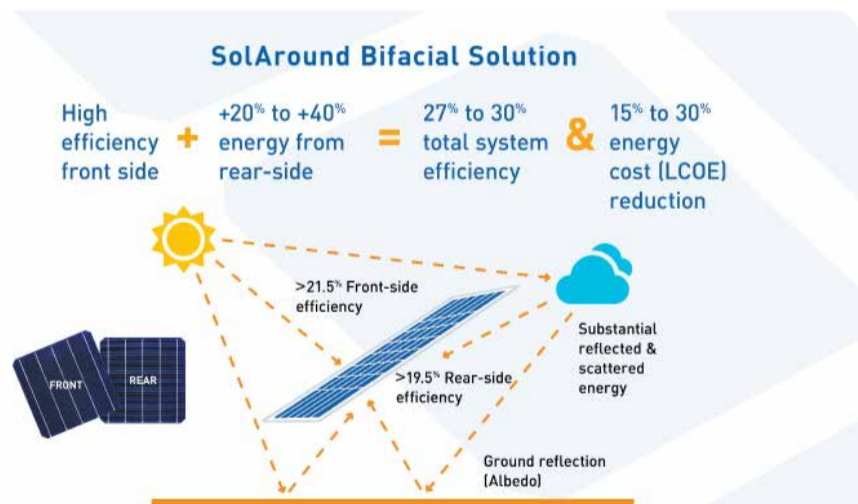 SolAround Bifacial Solution
High
efficiency
front side
+
+20% to +40%
energy from
rear-side
=
27% to 30%
total system
efficiency
&
15% to 30%
energy
cost (LCOE)
reduction
>21.5% Front-side
efficiency
Substantial
reflected &
scattered
energy
FRONT
REAR
>19.5% Rear-side
efficiency
Ground reflection
(Albedo)